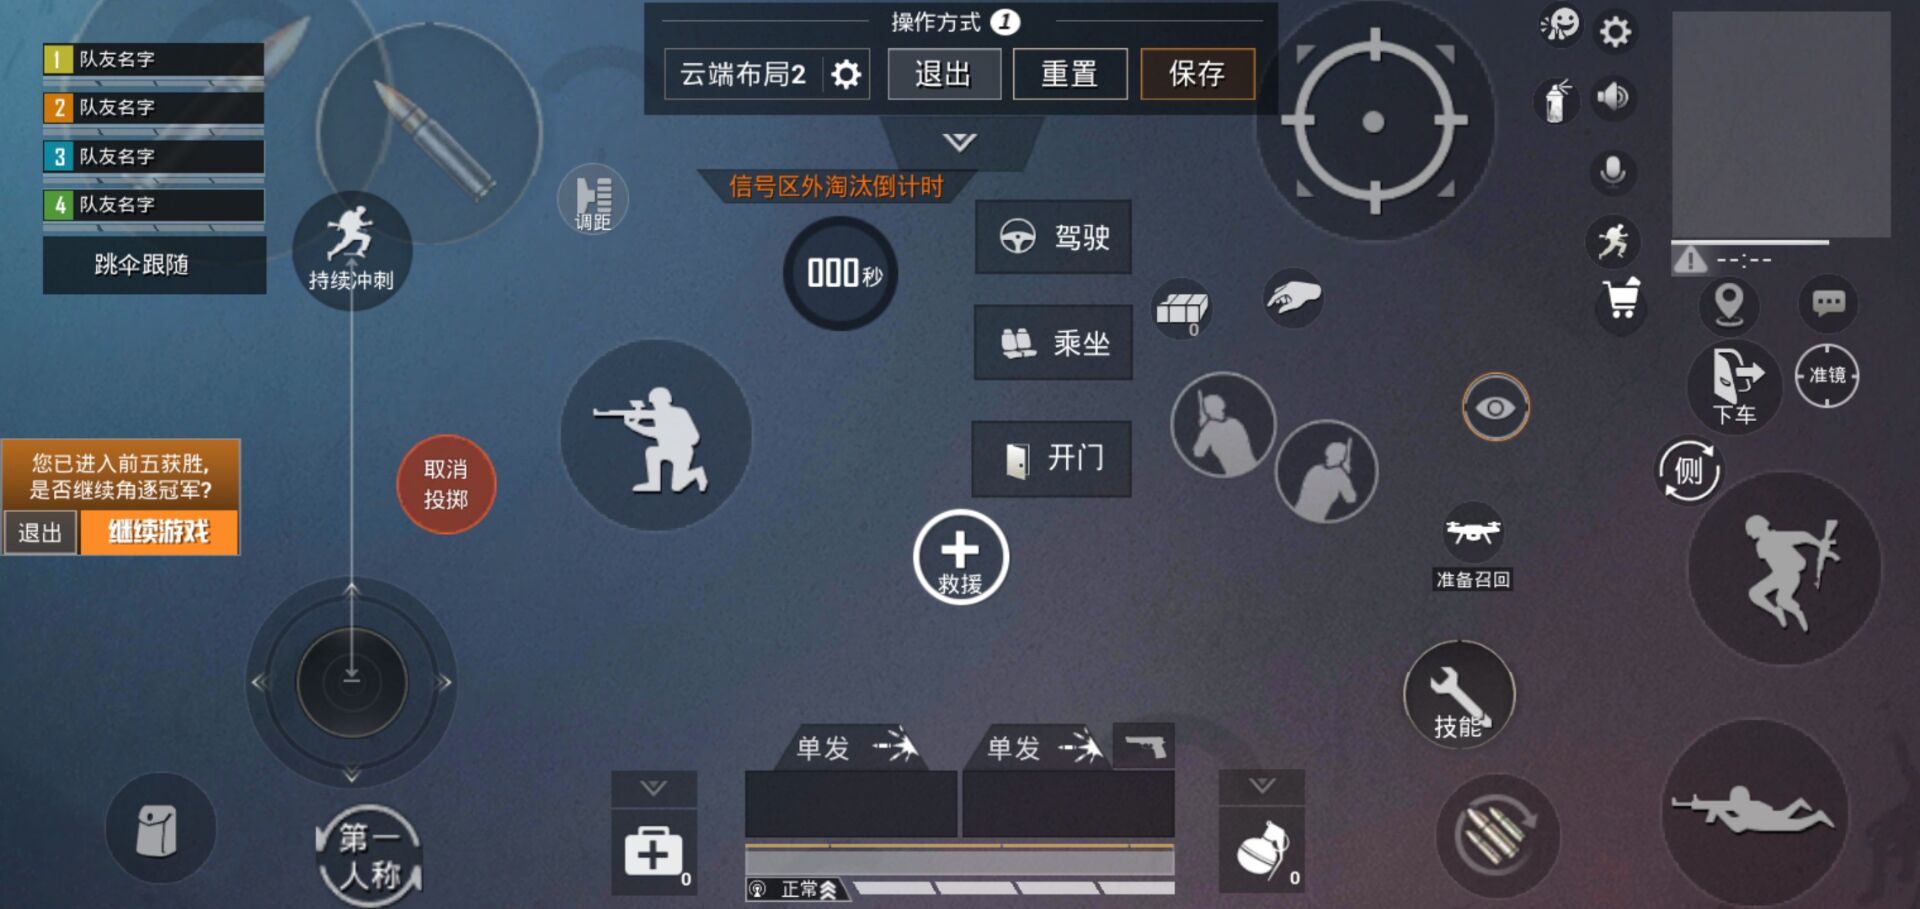 1 队友名字
2 队友名字
3 队友名字
4 队友名字
跳伞跟随
持续冲刺
您已进入前五获胜,
是否继续角逐冠军?
退出
继续游戏
取消
投掷
第一
人称
调距
操作方式 1
云端布局2
退出
重置
保存
信号区外淘汰倒计时
000秒
驾驶
乘坐
开门
救援
0
0
0
单发
单发
正常
技能
准备召回
侧
下车
准镜
--:--